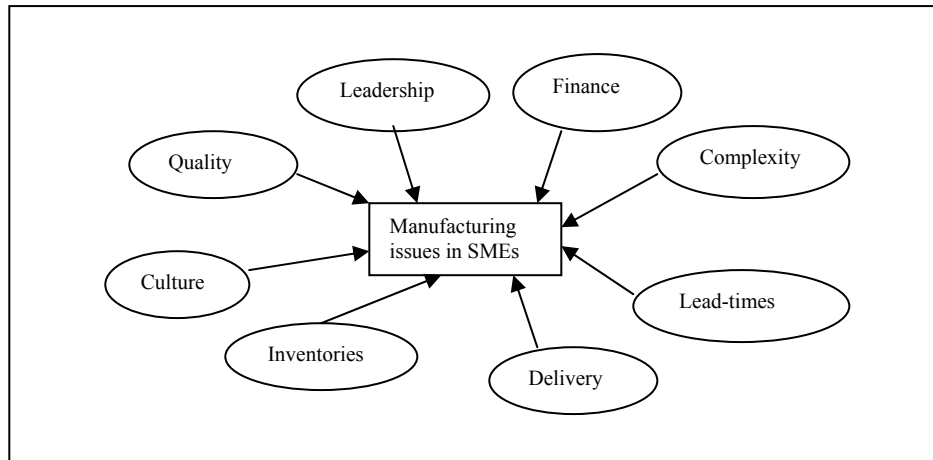 Leadership
Finance
Quality
Complexity
Manufacturing
issues in SMEs
Culture
Lead-times
Inventories
Delivery